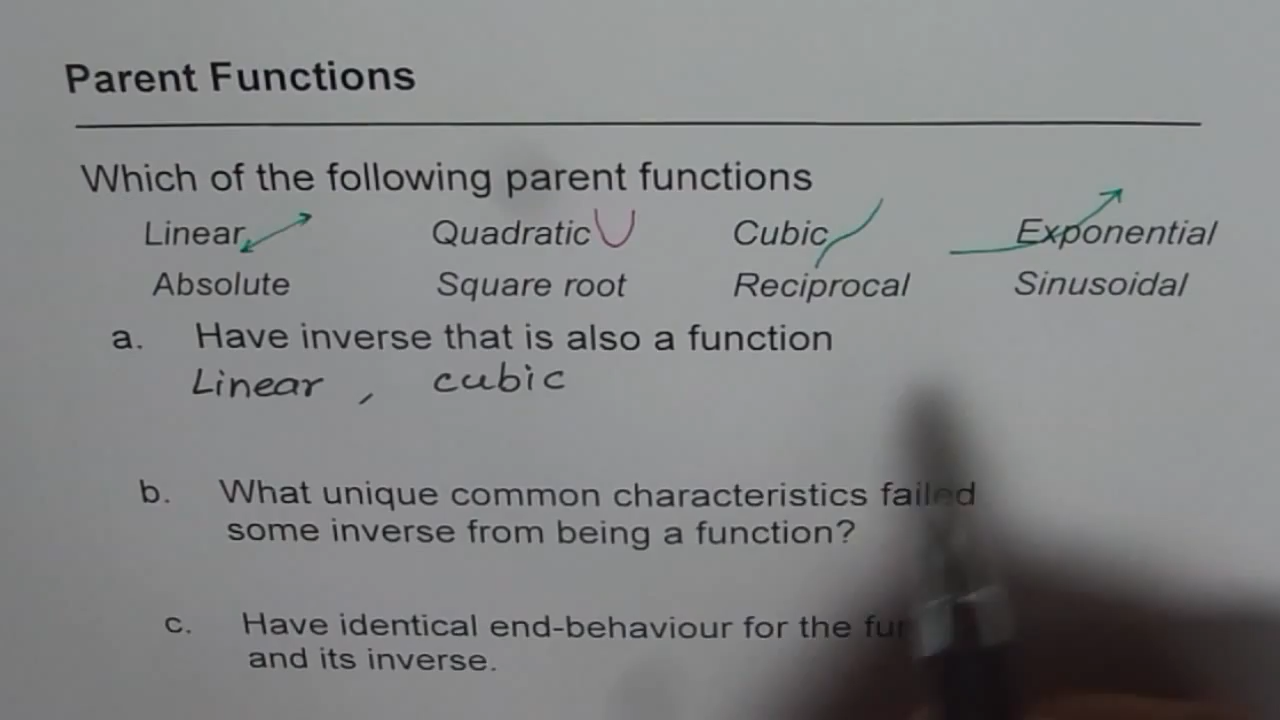 Parent Functions
Which of the following parent functions
Linear Quadratic Cubic Exponential
Absolute Square root Reciprocal Sinusoidal
a. Have inverse that is also a function
Linear , cubic
b. What unique common characteristics failed
some inverse from being a function?
c. Have identical end-behaviour for the
and its inverse.